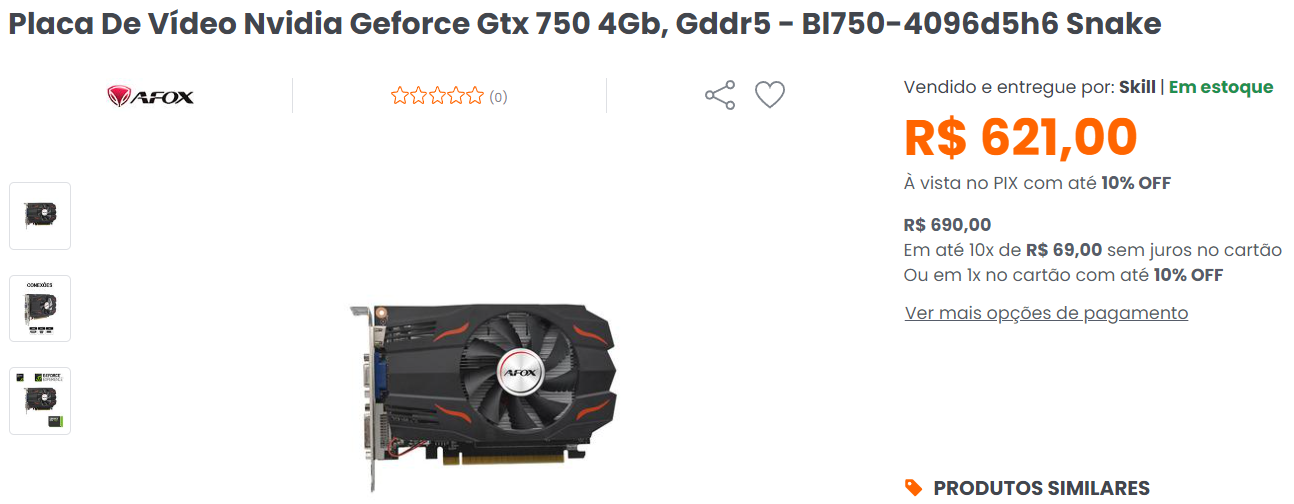 Placa De Vídeo Nvidia Geforce Gtx 750 4Gb, Gddr5 - Bl750-4096d5h6 Snake
AFOX
(0)
Vendido e entregue por: Skill | Em estoque
R$ 621,00
À vista no PIX com até 10% OFF
R$ 690,00
Em até 10x de R$ 69,00 sem juros no cartão
Ou em 1x no cartão com até 10% OFF
Ver mais opções de pagamento
CONEXÕES
AFOX
PRODUTOS SIMILARES